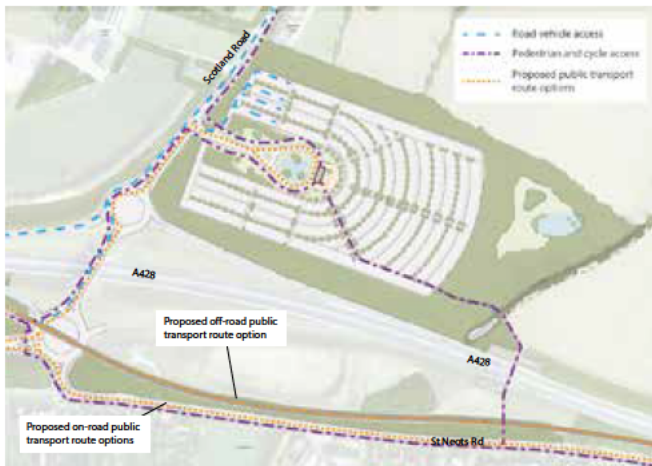 Road vehicle access
Pedestrian and cycle access
Proposed public transport
route options
Scotland Road
A428
Proposed off-road public
transport route option
A428
Proposed on-road public
transport route options
St Neots Rd